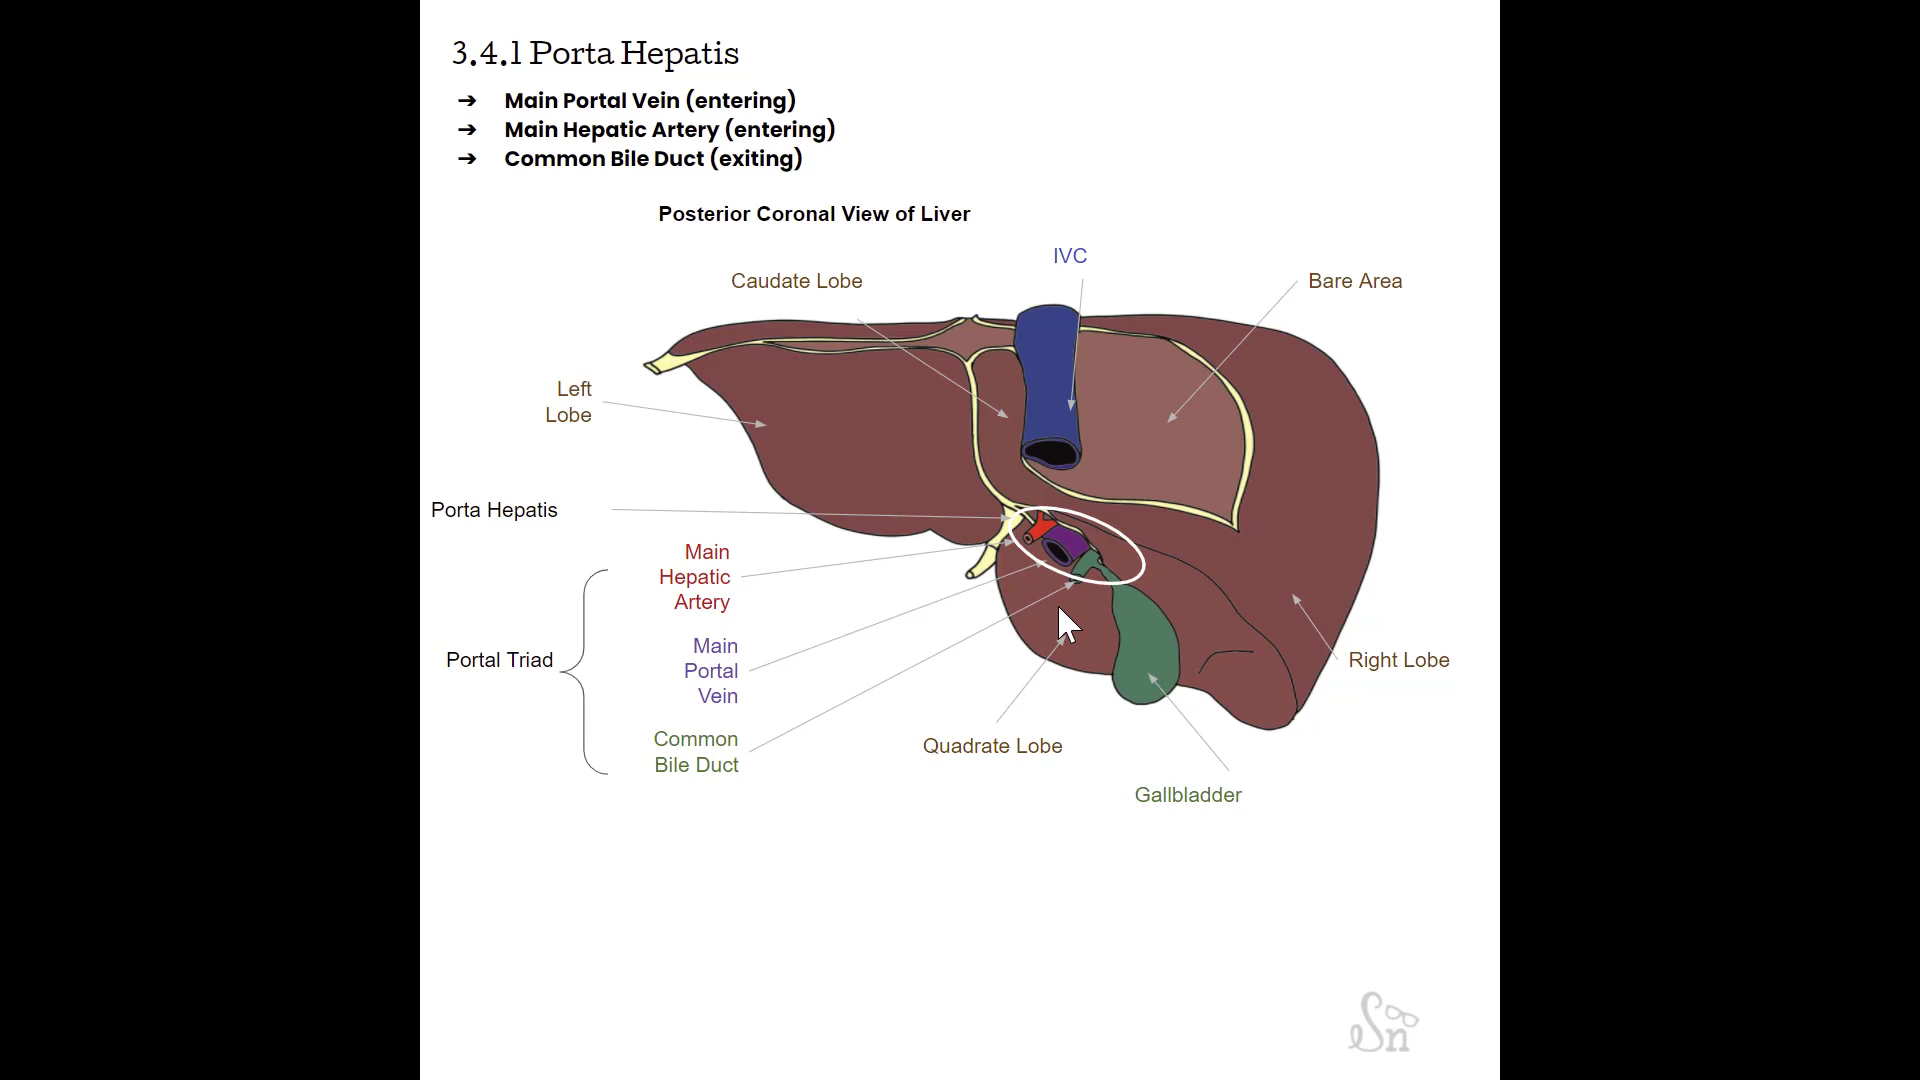 3.4.1 Porta Hepatis
➔ Main Portal Vein (entering)
➔ Main Hepatic Artery (entering)
➔ Common Bile Duct (exiting)
Posterior Coronal View of Liver
IVC
Caudate Lobe
Bare Area
Left
Lobe
Porta Hepatis
Main
Hepatic
Artery
Main
Portal
Vein
Portal Triad
Right Lobe
Common
Bile Duct
Quadrate Lobe
Gallbladder
Sn